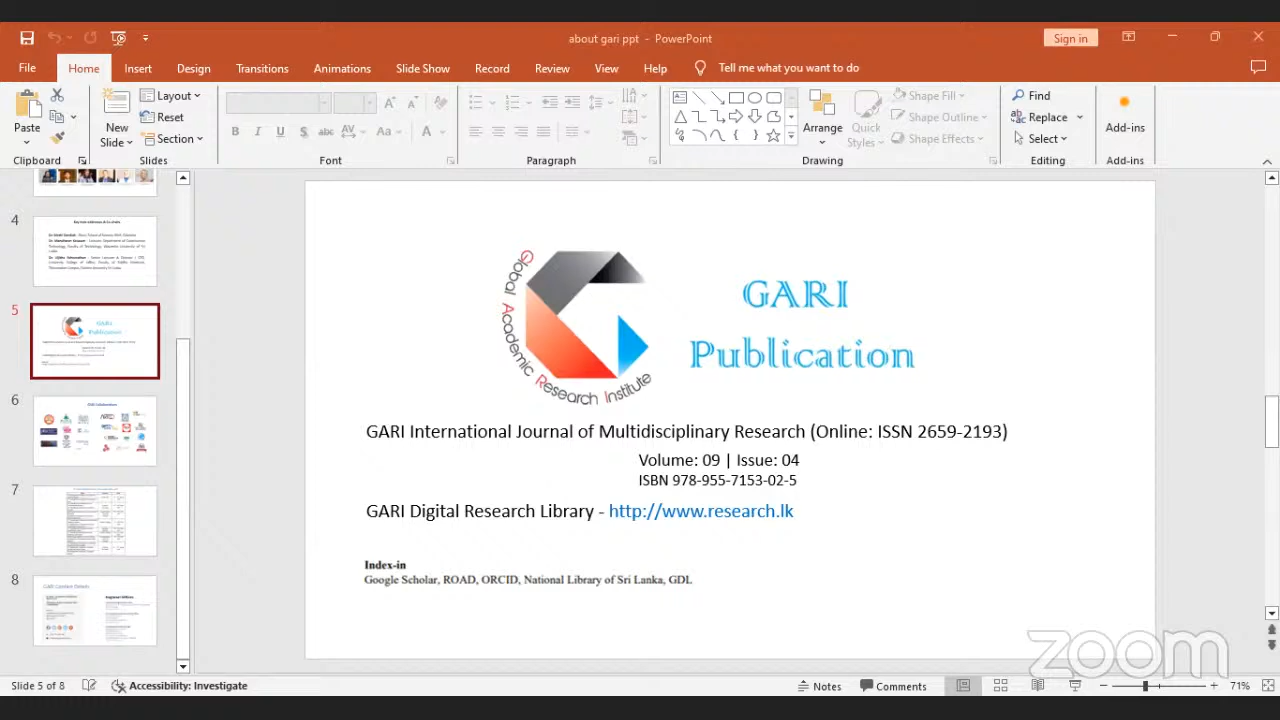 about gari ppt - PowerPoint
Sign in
File Home Insert Design Transitions Animations Slide Show Record Review View Help Tell me what you want to do
Paste
New Slide
Layout
Reset
Section
B I U S abc AV Aa A
Arrange
Quick Styles
Shape Fill
Shape Outline
Shape Effects
Find
Replace
Select
Add-ins
Clipboard Slides Font Paragraph Drawing Editing Add-ins
4
5
6
7
8
Global Academic Research Institute
GARI
Publication
GARI International Journal of Multidisciplinary Research (Online: ISSN 2659-2193)
Volume: 09 | Issue: 04
ISBN 978-955-7153-02-5
GARI Digital Research Library - http://www.research.lk
Index-in
Google Scholar, ROAD, ORCID, National Library of Sri Lanka, GDL
zoom
Slide 5 of 8 Accessibility: Investigate Notes Comments 71%